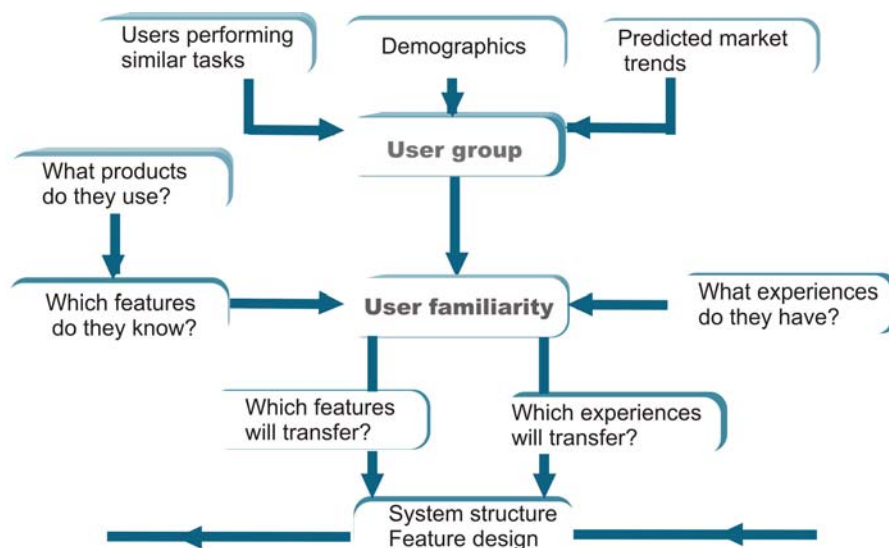 Users performing
similar tasks
Demographics
Predicted market
trends
User group
What products
do they use?
Which features
do they know?
User familiarity
What experiences
do they have?
Which features
will transfer?
Which experiences
will transfer?
System structure
Feature design